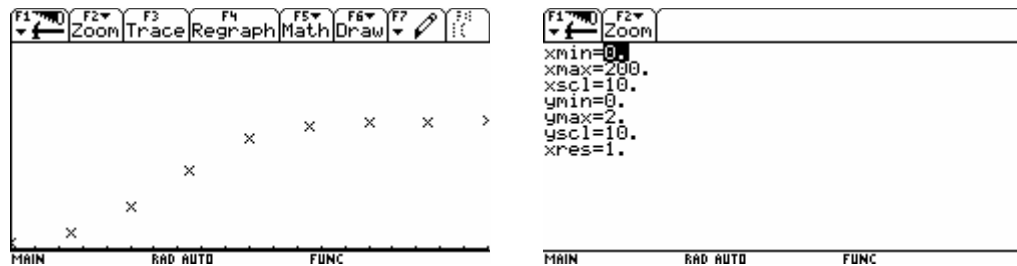 F1 F2 F3 F4 F5 F6 F7
Zoom Trace Regraph Math Draw
MAIN RAD AUTO FUNC
F1 F2
Zoom
xmin=0.
xmax=200.
xscl=10.
ymin=0.
ymax=2.
yscl=10.
xres=1.
MAIN RAD AUTO FUNC